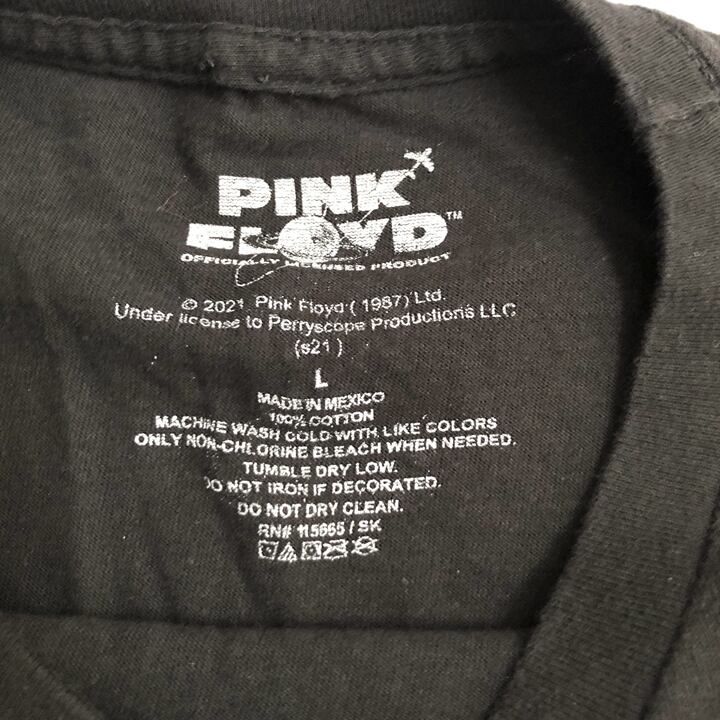 PINK
FLOYD™
OFFICIALLY LICENSED PRODUCT
© 2021 Pink Floyd ( 1987) Ltd.
Under license to Perryscope Productions LLC
(s21 )
L
MADE IN MEXICO
100% COTTON
MACHINE WASH COLD WITH LIKE COLORS
ONLY NON-CHLORINE BLEACH WHEN NEEDED.
TUMBLE DRY LOW.
DO NOT IRON IF DECORATED.
DO NOT DRY CLEAN.
RN# 115665 / SK